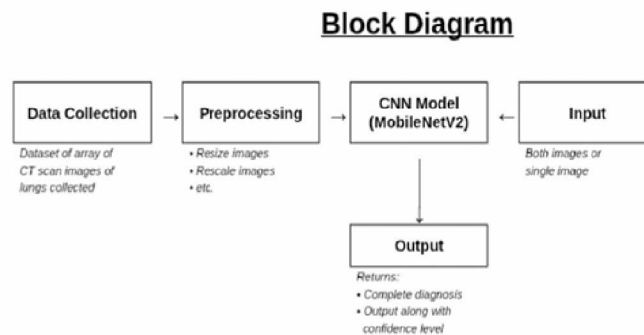 Block Diagram
Data Collection
Dataset of array of
CT scan images of
lungs collected
Preprocessing
• Resize images
• Rescale images
• etc.
CNN Model
(MobileNetV2)
Input
Both images or
single image
Output
Returns:
• Complete diagnosis
• Output along with
confidence level